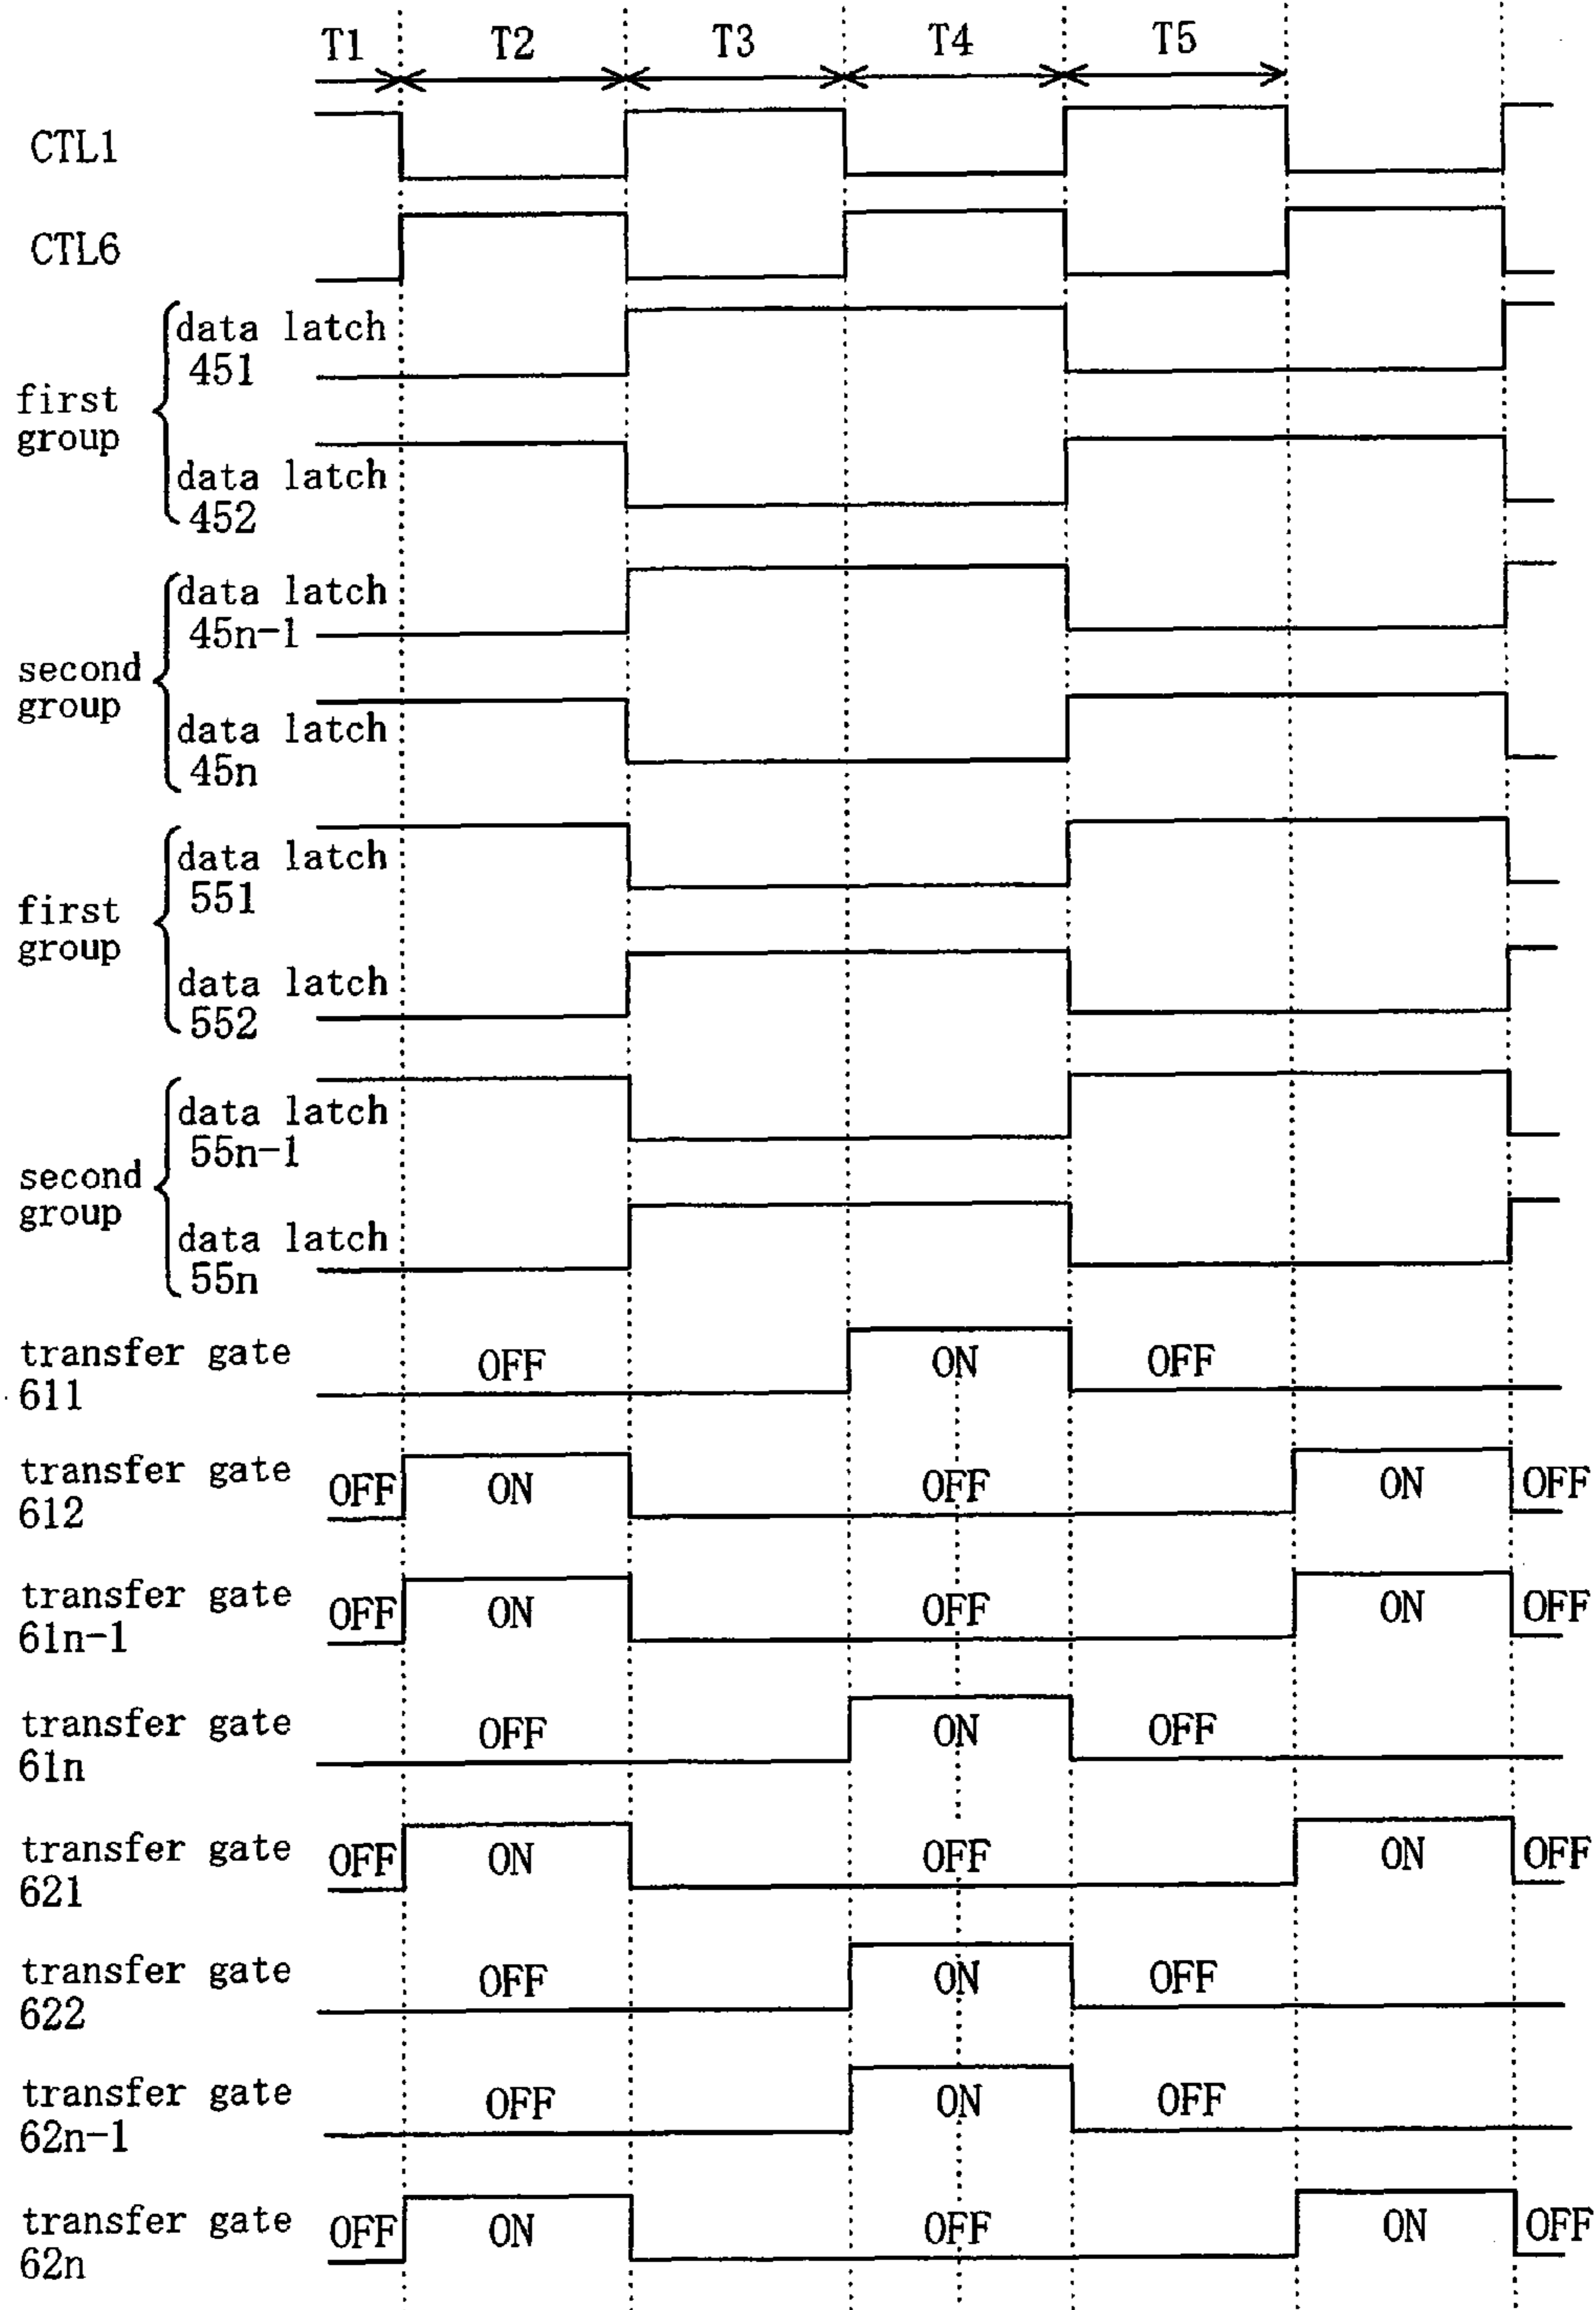 T1 T2 T3 T4 T5
CTL1
CTL6
first
group
data latch
451
data latch
452
second
group
data latch
45n-1
data latch
45n
first
group
data latch
551
data latch
552
second
group
data latch
55n-1
data latch
55n
transfer gate
611
OFF ON OFF
transfer gate
612
OFF ON OFF ON OFF
transfer gate
61n-1
OFF ON OFF ON OFF
transfer gate
61n
OFF ON OFF
transfer gate
621
OFF ON OFF ON OFF
transfer gate
622
OFF ON OFF
transfer gate
62n-1
OFF ON OFF
transfer gate
62n
OFF ON OFF ON OFF